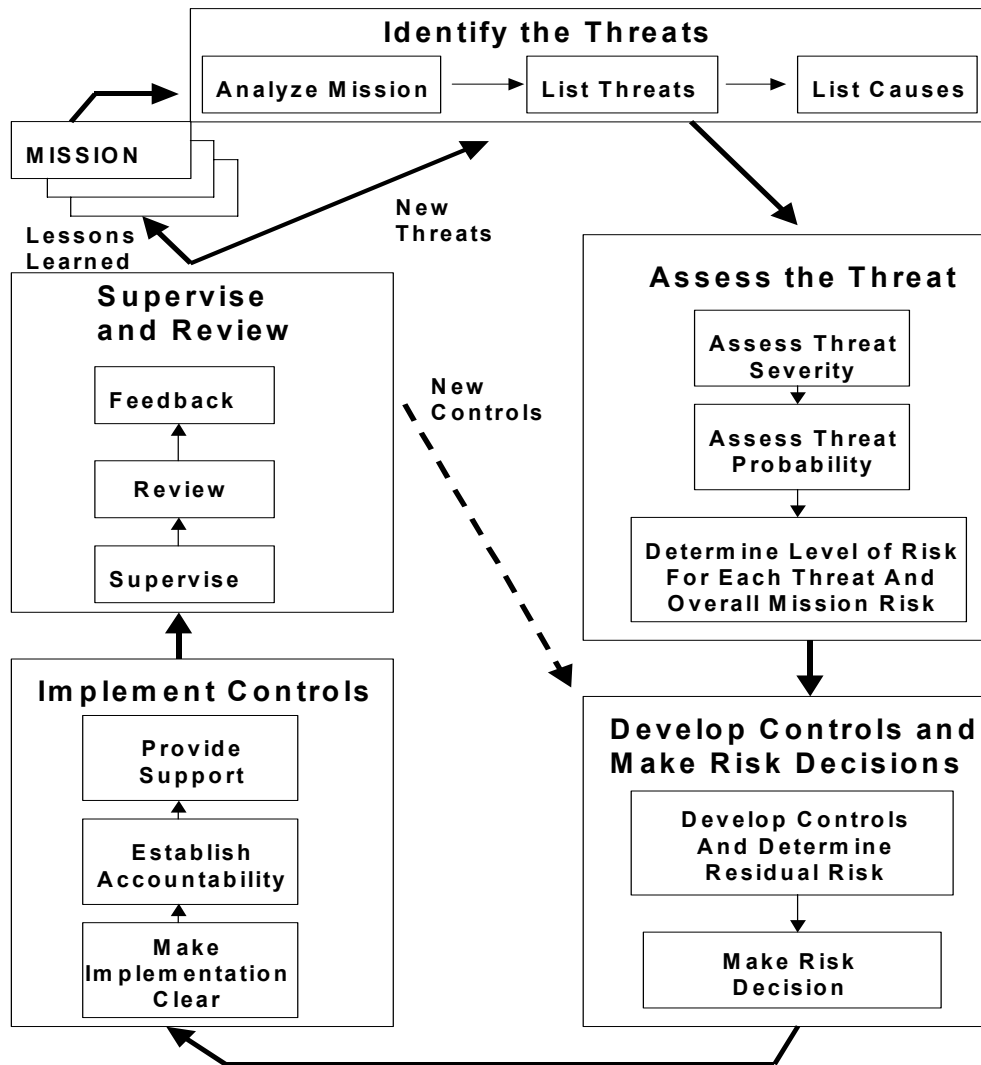 Identify the Threats
Analyze Mission
List Threats
List Causes
MISSION
New
Threats
Lessons
Learned
Assess the Threat
Assess Threat
Severity
Assess Threat
Probability
Determine Level of Risk
For Each Threat And
Overall Mission Risk
Supervise
and Review
Feedback
Review
Supervise
New
Controls
Implement Controls
Provide
Support
Establish
Accountability
Make
Implementation
Clear
Develop Controls and
Make Risk Decisions
Develop Controls
And Determine
Residual Risk
Make Risk
Decision